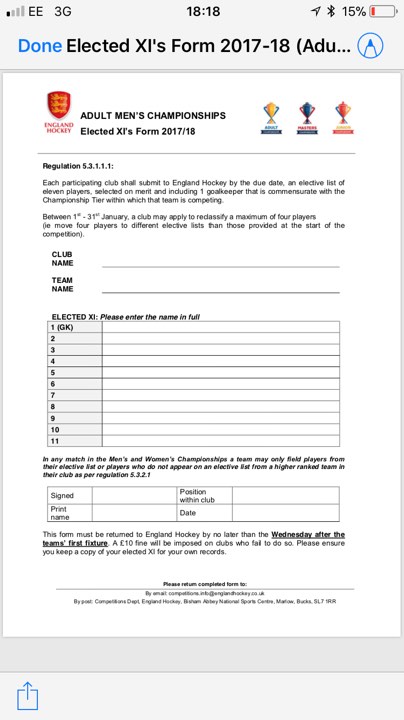 EE 3G 18:18 15%
Done Elected XI's Form 2017-18 (Adu...
ENGLAND
HOCKEY
ADULT MEN'S CHAMPIONSHIPS
Elected XI's Form 2017/18
ADULT MASTERS JUNIOR
Regulation 5.3.1.1.1:
Each participating club shall submit to England Hockey by the due date, an elective list of
eleven players, selected on merit and including 1 goalkeeper that is commensurate with the
Championship Tier within which that team is competing.
Between 1st - 31st January, a club may apply to reclassify a maximum of four players
(ie move four players to different elective lists than those provided at the start of the
competition).
CLUB
NAME
TEAM
NAME
ELECTED XI: Please enter the name in full
1 (GK)
2
3
4
5
6
7
8
9
10
11
In any match in the Men's and Women's Championships a team may only field players from
their elective list or players who do not appear on an elective list from a higher ranked team in
their club as per regulation 5.3.2.1
Signed
Position
within club
Print
name
Date
This form must be returned to England Hockey by no later than the Wednesday after the
teams' first fixture. A £10 fine will be imposed on clubs who fail to do so. Please ensure
you keep a copy of your elected XI for your own records.
Please return completed form to:
By email: competitions.info@englandhockey.co.uk
By post: Competitions Dept, England Hockey, Bisham Abbey National Sports Centre, Marlow, Bucks, SL7 1RR